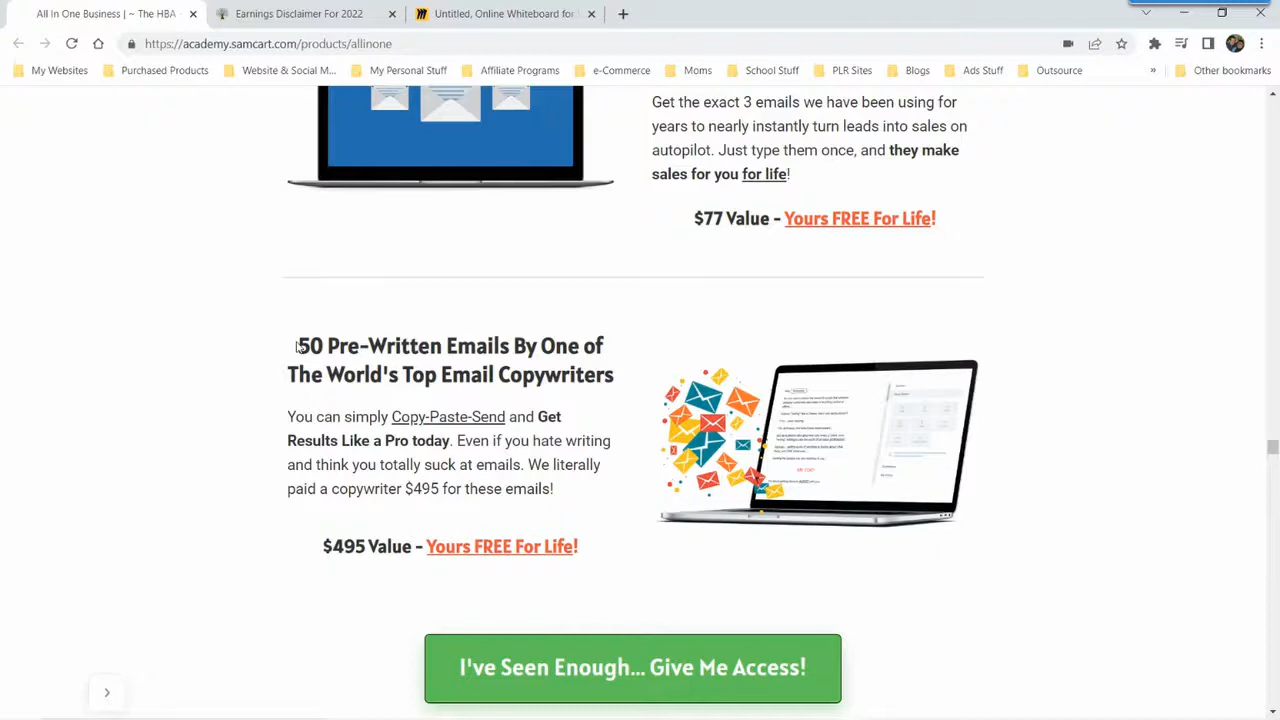 All In One Business | ~ The HBA
Earnings Disclaimer For 2022
Untitled, Online Whiteboard for
https://academy.samcart.com/products/allinone
My Websites
Purchased Products
Website & Social M...
My Personal Stuff
Affiliate Programs
e-Commerce
Moms
School Stuff
PLR Sites
Blogs
Ads Stuff
Outsource
»
Other bookmarks
Get the exact 3 emails we have been using for
years to nearly instantly turn leads into sales on
autopilot. Just type them once, and they make
sales for you for life!
$77 Value - Yours FREE For Life!
50 Pre-Written Emails By One of
The World's Top Email Copywriters
You can simply Copy-Paste-Send and Get
Results Like a Pro today. Even if you hate writing
and think you totally suck at emails. We literally
paid a copywriter $495 for these emails!
$495 Value - Yours FREE For Life!
I've Seen Enough... Give Me Access!